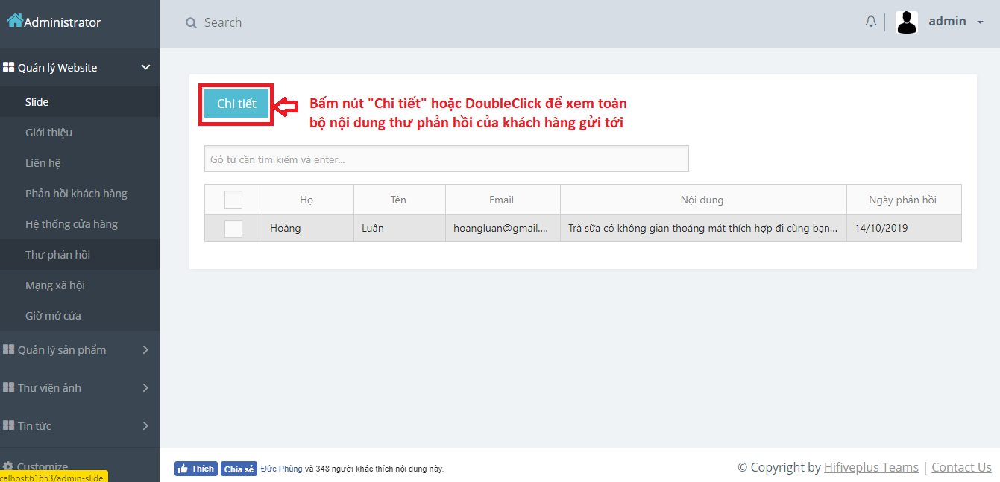 Administrator
Search
admin
Quản lý Website
Slide
Giới thiệu
Liên hệ
Phản hồi khách hàng
Hệ thống cửa hàng
Thư phản hồi
Mạng xã hội
Giờ mở cửa
Quản lý sản phẩm
Thư viện ảnh
Tin tức
Customize
calhost:61653/admin-slide
Chi tiết
Bấm nút "Chi tiết" hoặc DoubleClick để xem toàn
bộ nội dung thư phản hồi của khách hàng gửi tới
Gỏ từ cần tìm kiếm và enter...
Họ Tên Email Nội dung Ngày phản hồi
Hoàng Luân hoangluan@gmail.... Trà sữa có không gian thoáng mát thích hợp đi cùng bạn... 14/10/2019
Thích Chia sẻ Đức Phùng và 348 người khác thích nội dung này.
© Copyright by Hifiveplus Teams | Contact Us